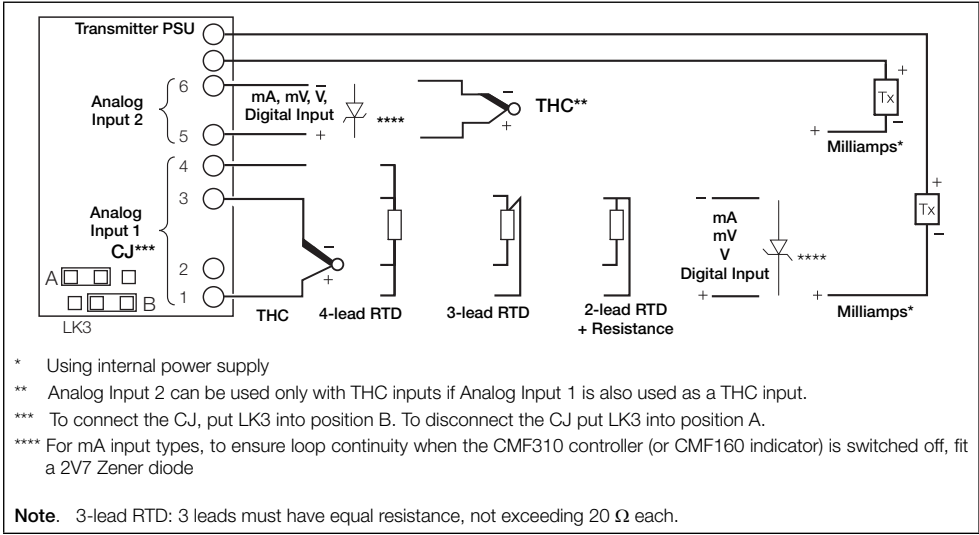 Transmitter PSU
+
6
mA, mV, V,
Digital Input
–
THC**
Tx
Analog
Input 2
****
+
–
5
+
+
Milliamps*
4
3
+
Analog
Input 1
–
mA
mV
V
Digital Input
Tx
–
CJ***
–
****
2
+
A
1
+
+
B
LK3
THC
4-lead RTD
3-lead RTD
2-lead RTD
+ Resistance
Milliamps*
* Using internal power supply
** Analog Input 2 can be used only with THC inputs if Analog Input 1 is also used as a THC input.
*** To connect the CJ, put LK3 into position B. To disconnect the CJ put LK3 into position A.
**** For mA input types, to ensure loop continuity when the CMF310 controller (or CMF160 indicator) is switched off, fit
a 2V7 Zener diode
Note. 3-lead RTD: 3 leads must have equal resistance, not exceeding 20 Ω each.